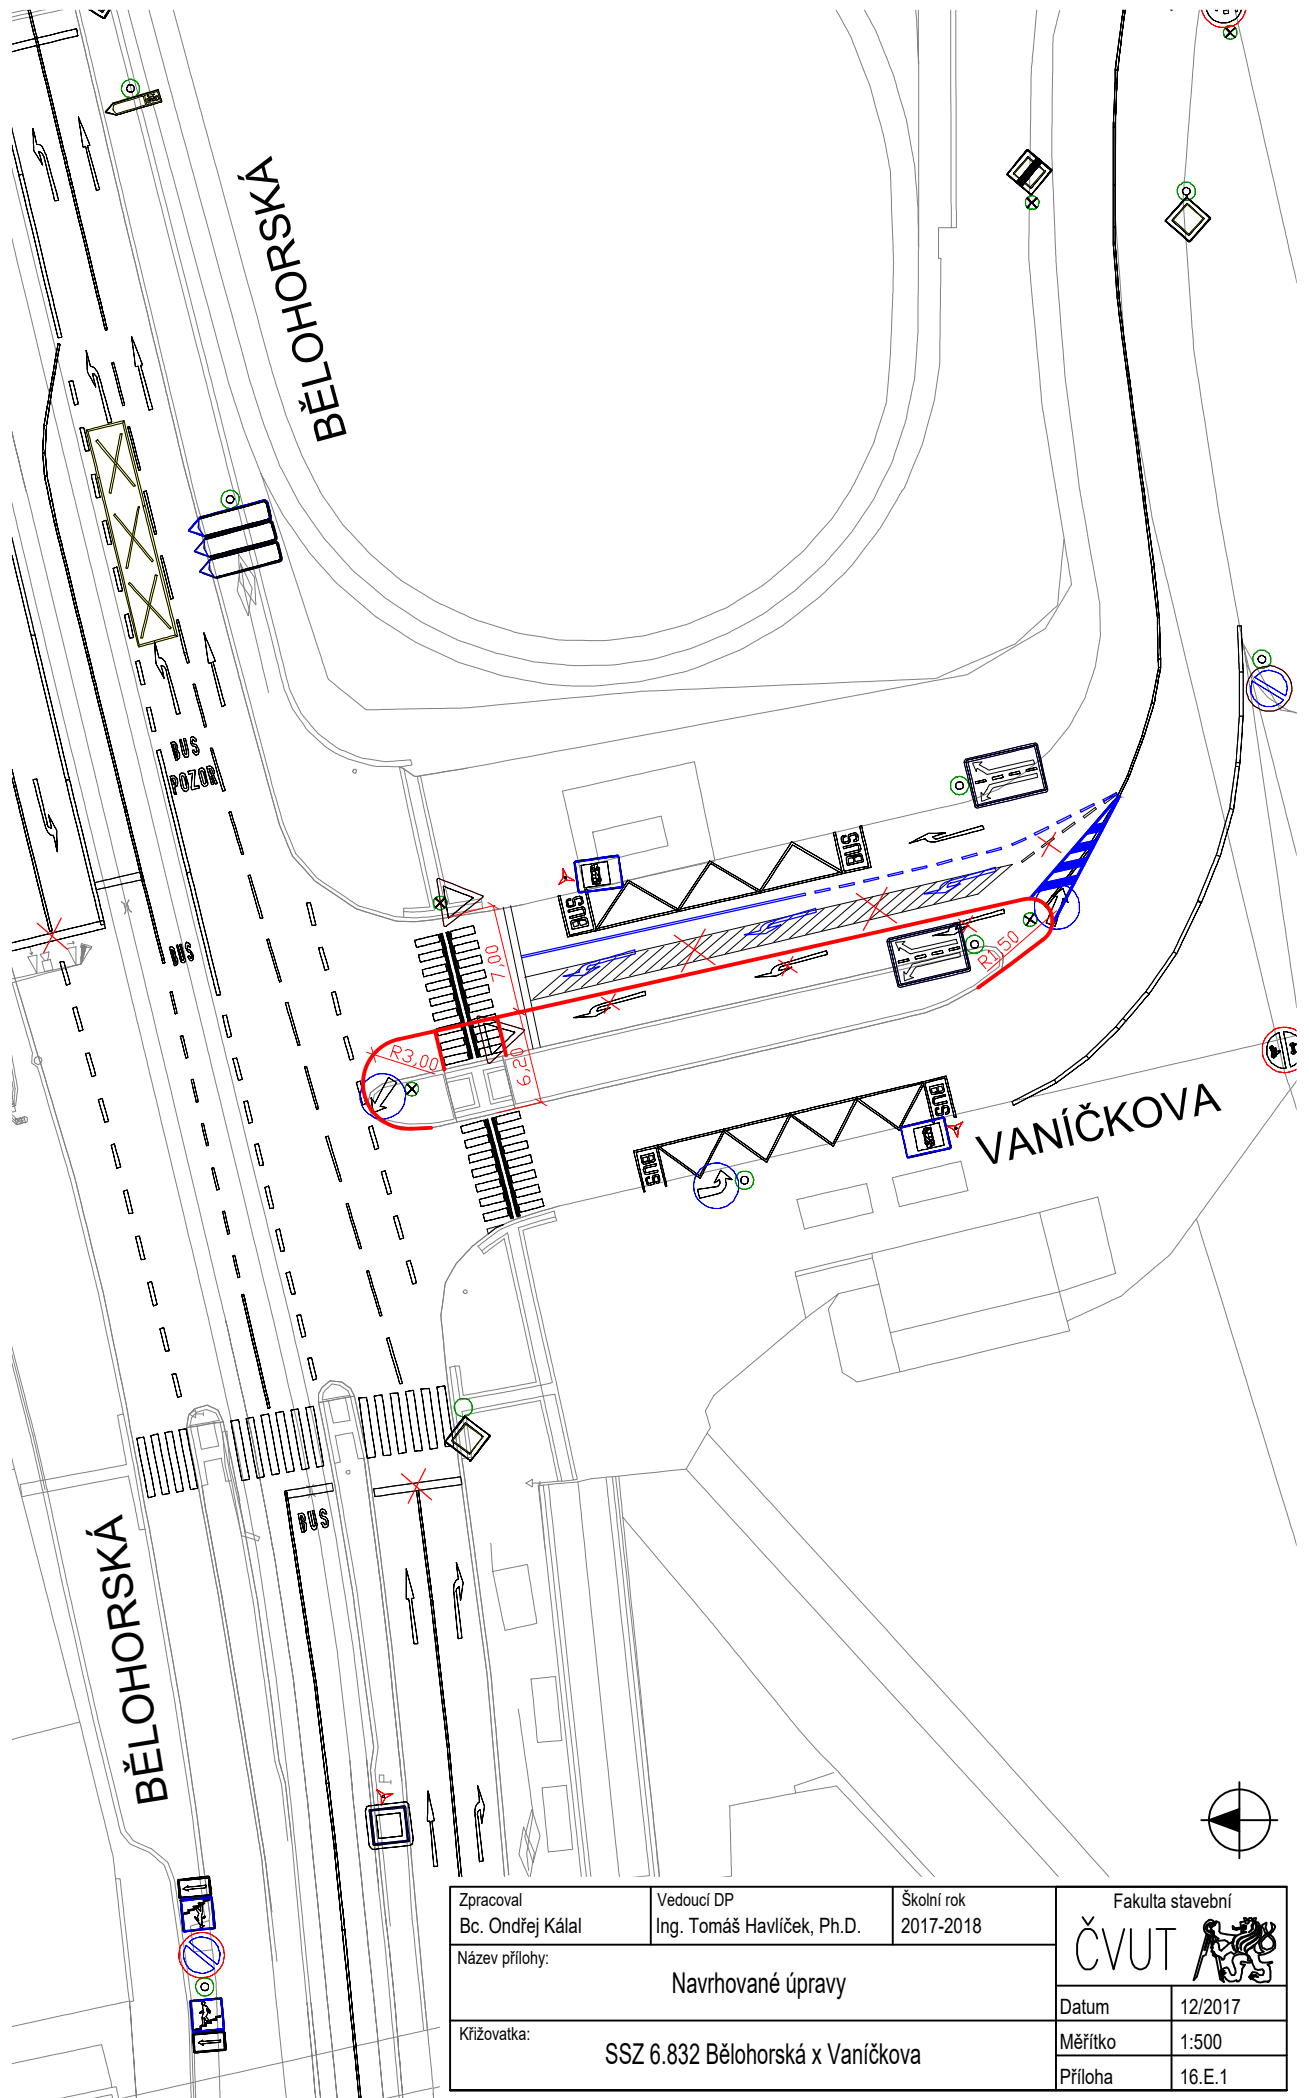 BĚLOHORSKÁ
BUS
POZOR
BUS
BUS
BUS
7,00
R1,50
R3,00
6,20
BUS
BUS
VANÍČKOVA
BUS
BĚLOHORSKÁ
P
Zpracoval
Bc. Ondřej Kálal
Vedoucí DP
Ing. Tomáš Havlíček, Ph.D.
Školní rok
2017-2018
Fakulta stavební
ČVUT
Název přílohy:
Navrhované úpravy
Datum
12/2017
Křižovatka:
SSZ 6.832 Bělohorská x Vaníčkova
Měřítko
1:500
Příloha
16.E.1